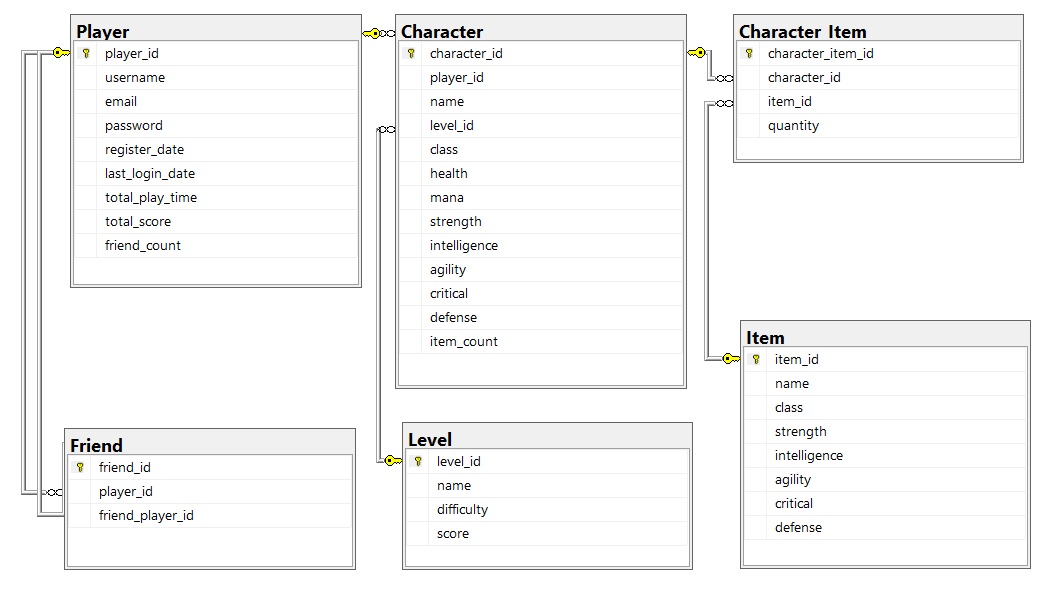 Player
player_id
username
email
password
register_date
last_login_date
total_play_time
total_score
friend_count
Character
character_id
player_id
name
level_id
class
health
mana
strength
intelligence
agility
critical
defense
item_count
Character_Item
character_item_id
character_id
item_id
quantity
Friend
friend_id
player_id
friend_player_id
Level
level_id
name
difficulty
score
Item
item_id
name
class
strength
intelligence
agility
critical
defense